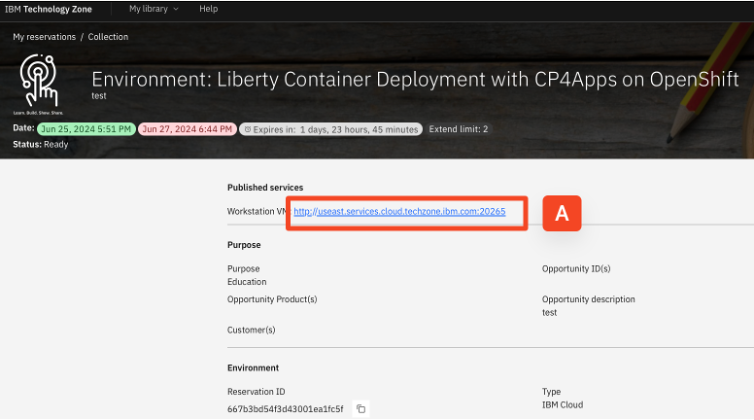 IBM Technology Zone My library Help
My reservations / Collection
Environment: Liberty Container Deployment with CP4Apps on OpenShift
test
Learn. Build. Show. Share.
Date: Jun 25, 2024 5:51 PM Jun 27, 2024 6:44 PM Expires in: 1 days, 23 hours, 45 minutes Extend limit: 2
Status: Ready
Published services
Workstation VM: http://useast.services.cloud.techzone.ibm.com:20265 A
Purpose
Purpose Opportunity ID(s)
Education
Opportunity Product(s) Opportunity description
test
Customer(s)
Environment
Reservation ID Type
667b3bd54f3d43001ea1fc5f IBM Cloud